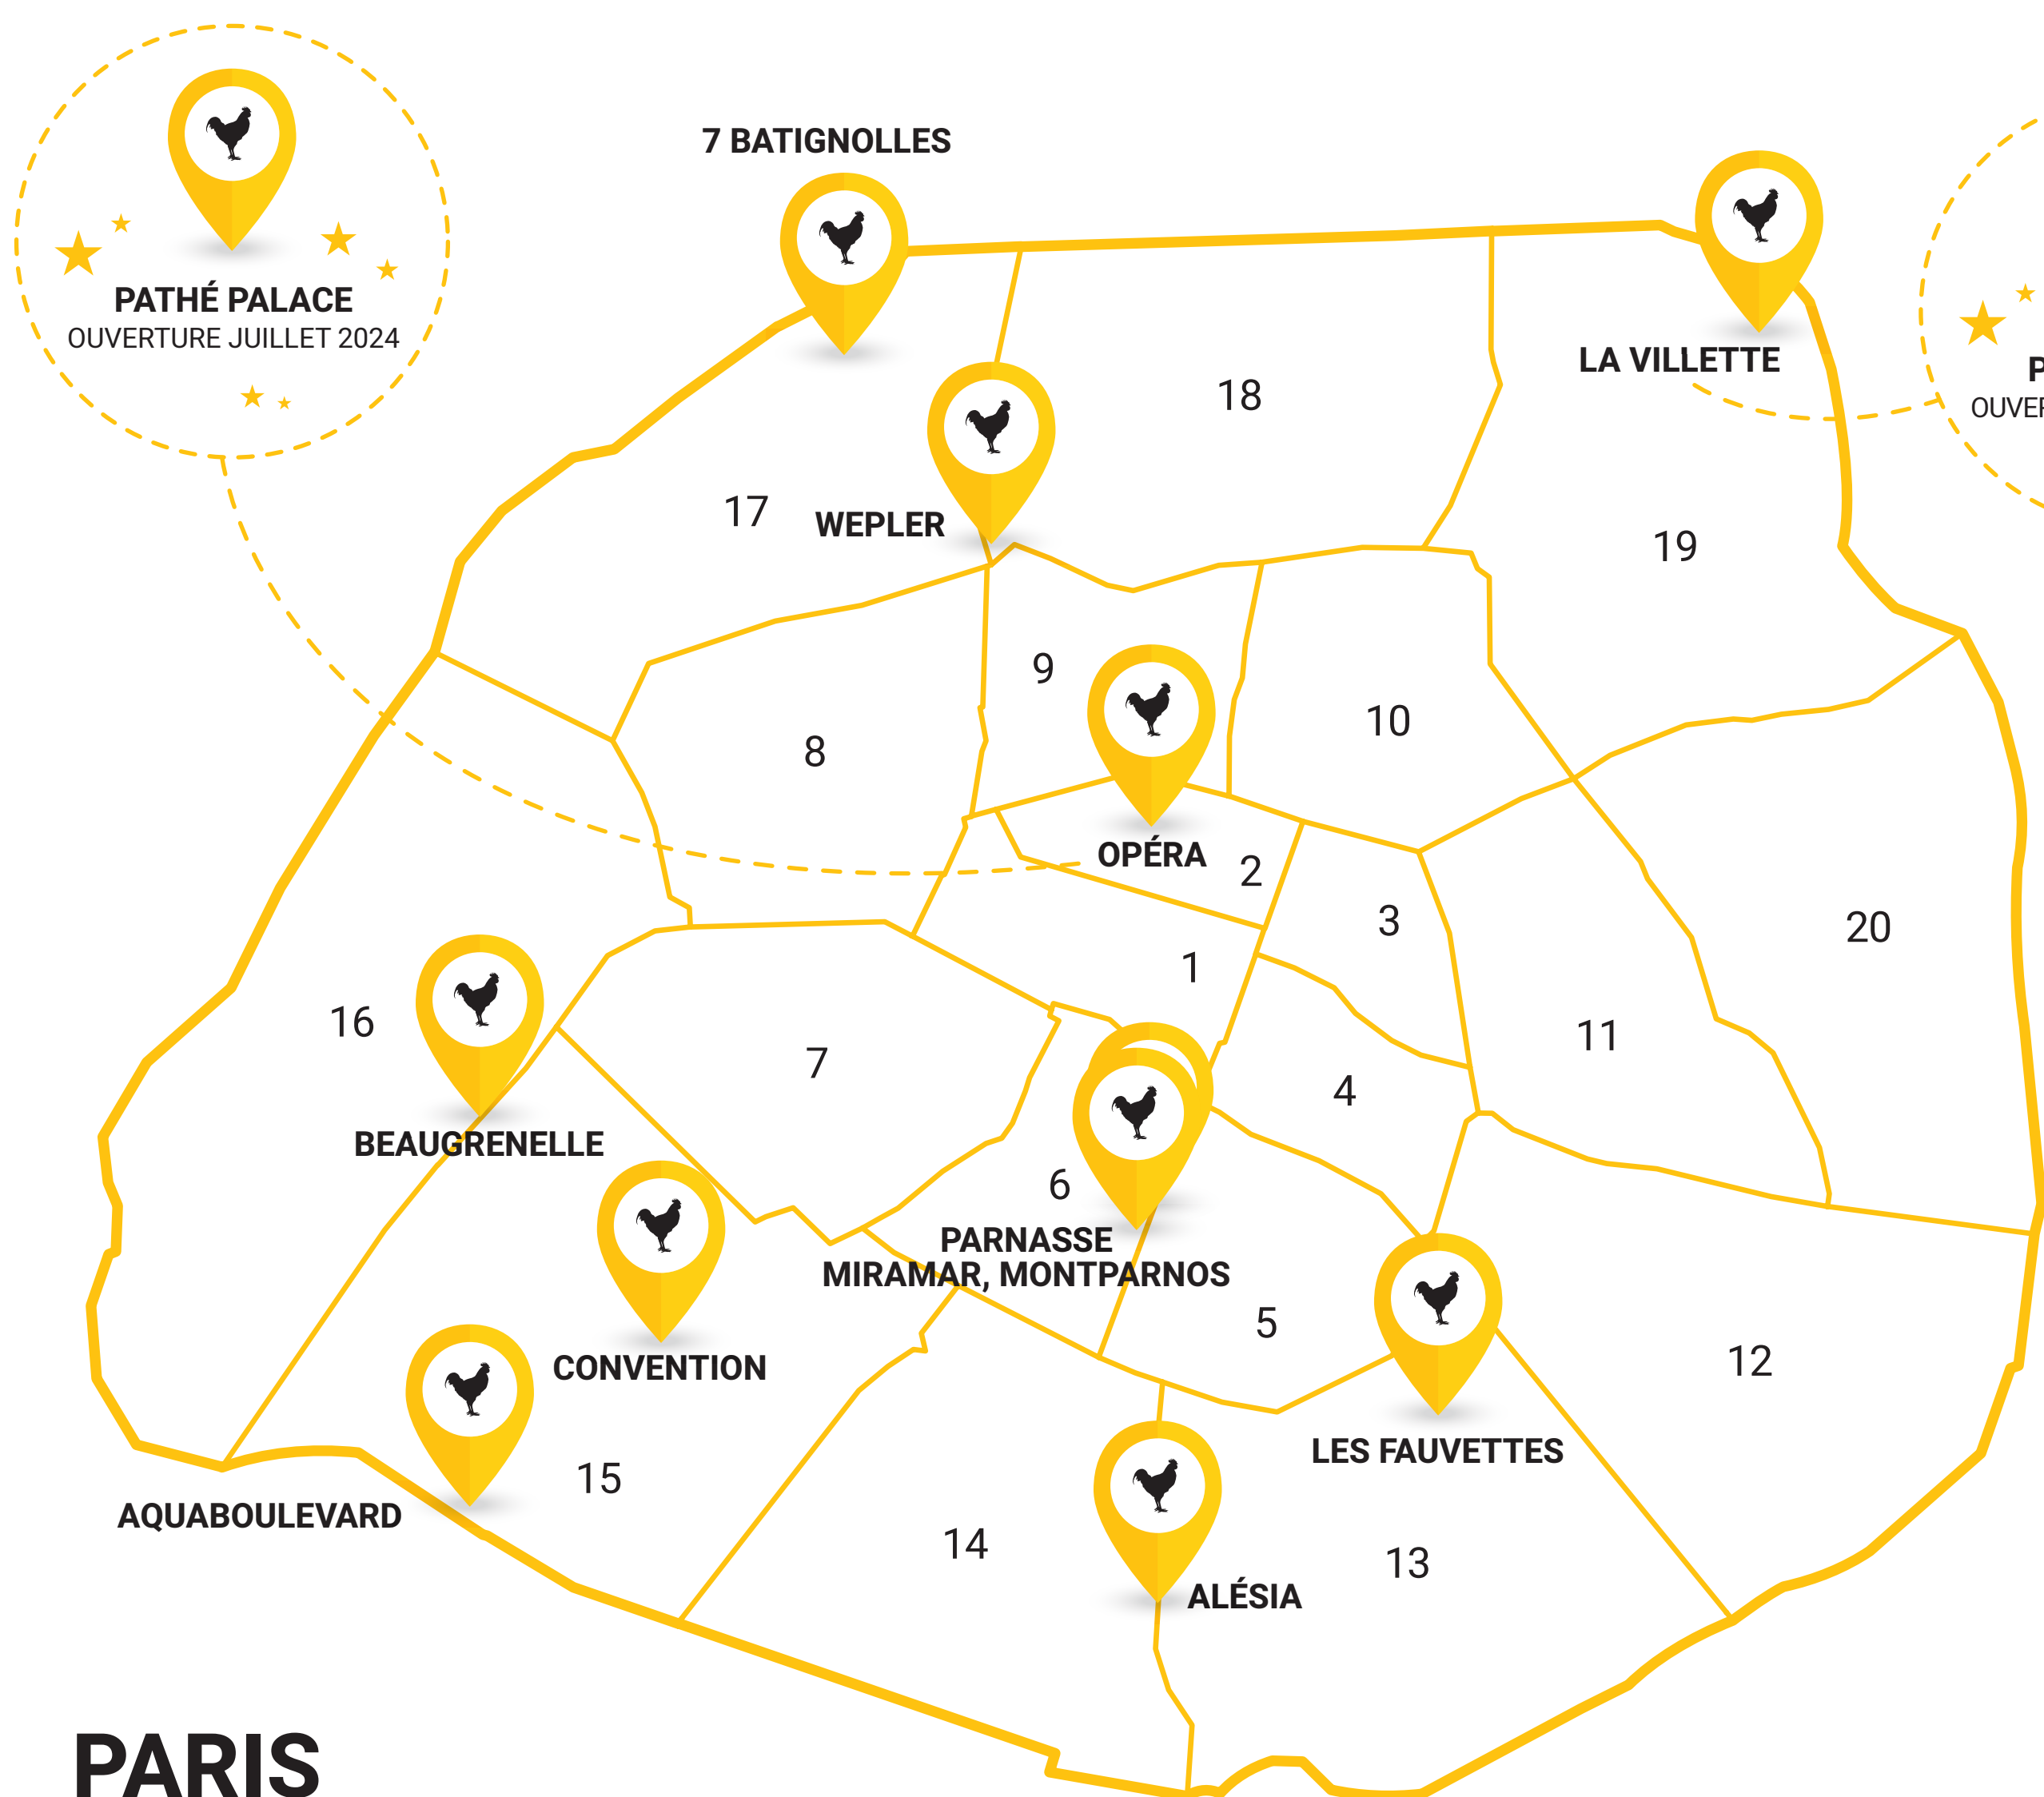 7 BATIGNOLLES
PATHÉ PALACE
OUVERTURE JUILLET 2024
LA VILLETTE
P
OUVER
18
17
WEPLER
19
9
10
8
OPÉRA
2
3
20
1
16
11
7
4
BEAUGRENELLE
6
PARNASSE
MIRAMAR, MONTPARNOS
5
12
CONVENTION
LES FAUVETTES
15
AQUABOULEVARD
14
13
ALÉSIA
PARIS